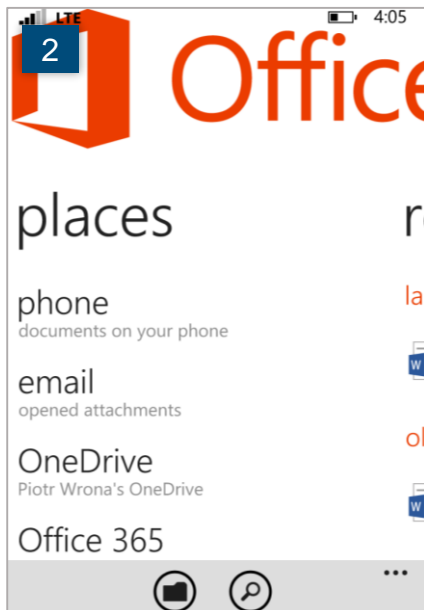 LTE 4:05
2
Office
places
phone
documents on your phone
email
opened attachments
OneDrive
Piotr Wrona's OneDrive
Office 365